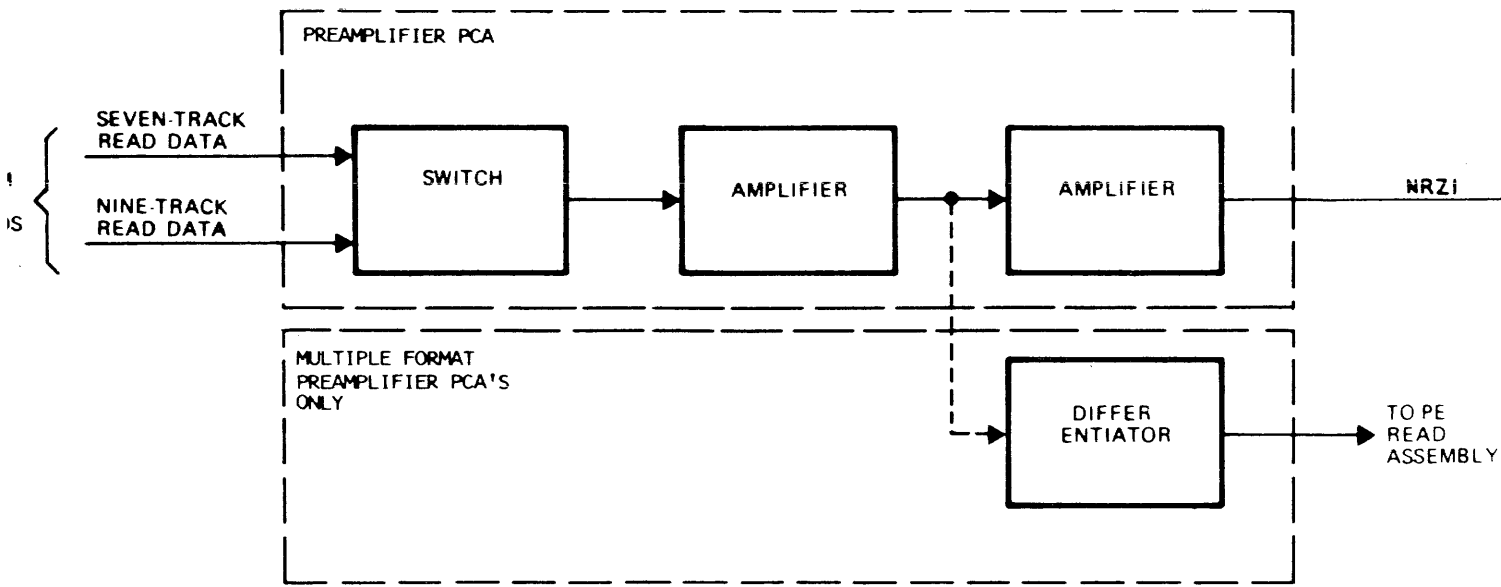 PREAMPLIFIER PCA
SEVEN-TRACK
READ DATA
NINE-TRACK
READ DATA
SWITCH
AMPLIFIER
AMPLIFIER
NRZI
MULTIPLE FORMAT
PREAMPLIFIER PCA'S
ONLY
DIFFER
ENTIATOR
TO PE
READ
ASSEMBLY